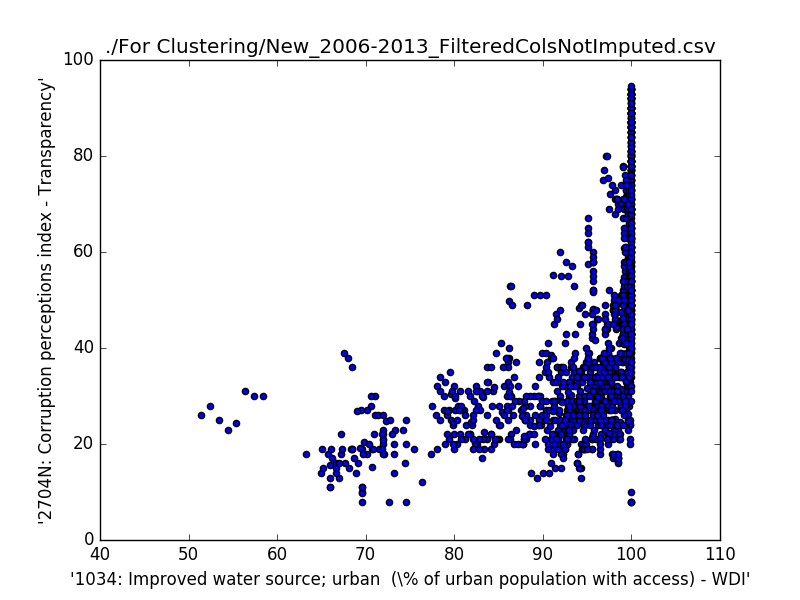 ./For Clustering/New_2006-2013_FilteredColsNotImputed.csv
100
80
60
40
20
0
'2704N: Corruption perceptions index - Transparency'
40 50 60 70 80 90 100 110
'1034: Improved water source; urban  (\% of urban population with access) - WDI'